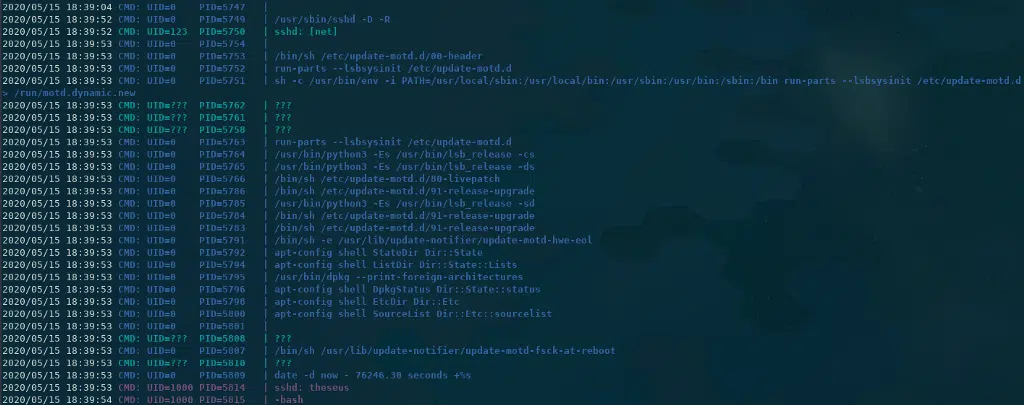 2020/05/15 18:39:04 CMD: UID=0 PID=5747 |
2020/05/15 18:39:52 CMD: UID=0 PID=5749 | /usr/sbin/sshd -D -R
2020/05/15 18:39:52 CMD: UID=123 PID=5750 | sshd: [net]
2020/05/15 18:39:53 CMD: UID=0 PID=5754 |
2020/05/15 18:39:53 CMD: UID=0 PID=5753 | /bin/sh /etc/update-motd.d/00-header
2020/05/15 18:39:53 CMD: UID=0 PID=5752 | run-parts --lsbsysinit /etc/update-motd.d
2020/05/15 18:39:53 CMD: UID=0 PID=5751 | sh -c /usr/bin/env -i PATH=/usr/local/sbin:/usr/local/bin:/usr/sbin:/usr/bin:/sbin:/bin run-parts --lsbsysinit /etc/update-motd.d
> /run/motd.dynamic.new
2020/05/15 18:39:53 CMD: UID=??? PID=5762 | ???
2020/05/15 18:39:53 CMD: UID=??? PID=5761 | ???
2020/05/15 18:39:53 CMD: UID=??? PID=5758 | ???
2020/05/15 18:39:53 CMD: UID=0 PID=5763 | run-parts --lsbsysinit /etc/update-motd.d
2020/05/15 18:39:53 CMD: UID=0 PID=5764 | /usr/bin/python3 -Es /usr/bin/lsb_release -cs
2020/05/15 18:39:53 CMD: UID=0 PID=5765 | /usr/bin/python3 -Es /usr/bin/lsb_release -ds
2020/05/15 18:39:53 CMD: UID=0 PID=5766 | /bin/sh /etc/update-motd.d/80-livepatch
2020/05/15 18:39:53 CMD: UID=0 PID=5786 | /bin/sh /etc/update-motd.d/91-release-upgrade
2020/05/15 18:39:53 CMD: UID=0 PID=5785 | /usr/bin/python3 -Es /usr/bin/lsb_release -sd
2020/05/15 18:39:53 CMD: UID=0 PID=5784 | /bin/sh /etc/update-motd.d/91-release-upgrade
2020/05/15 18:39:53 CMD: UID=0 PID=5783 | /bin/sh /etc/update-motd.d/91-release-upgrade
2020/05/15 18:39:53 CMD: UID=0 PID=5791 | /bin/sh -e /usr/lib/update-notifier/update-motd-hwe-eol
2020/05/15 18:39:53 CMD: UID=0 PID=5792 | apt-config shell StateDir Dir::State
2020/05/15 18:39:53 CMD: UID=0 PID=5794 | apt-config shell ListDir Dir::State::Lists
2020/05/15 18:39:53 CMD: UID=0 PID=5795 | /usr/bin/dpkg --print-foreign-architectures
2020/05/15 18:39:53 CMD: UID=0 PID=5796 | apt-config shell DpkgStatus Dir::State::status
2020/05/15 18:39:53 CMD: UID=0 PID=5798 | apt-config shell EtcDir Dir::Etc
2020/05/15 18:39:53 CMD: UID=0 PID=5800 | apt-config shell SourceList Dir::Etc::sourcelist
2020/05/15 18:39:53 CMD: UID=0 PID=5801 |
2020/05/15 18:39:53 CMD: UID=??? PID=5808 | ???
2020/05/15 18:39:53 CMD: UID=0 PID=5807 | /bin/sh /usr/lib/update-notifier/update-motd-fsck-at-reboot
2020/05/15 18:39:53 CMD: UID=??? PID=5810 | ???
2020/05/15 18:39:53 CMD: UID=0 PID=5809 | date -d now - 76246.30 seconds +%s
2020/05/15 18:39:53 CMD: UID=1000 PID=5814 | sshd: theseus
2020/05/15 18:39:54 CMD: UID=1000 PID=5815 | -bash